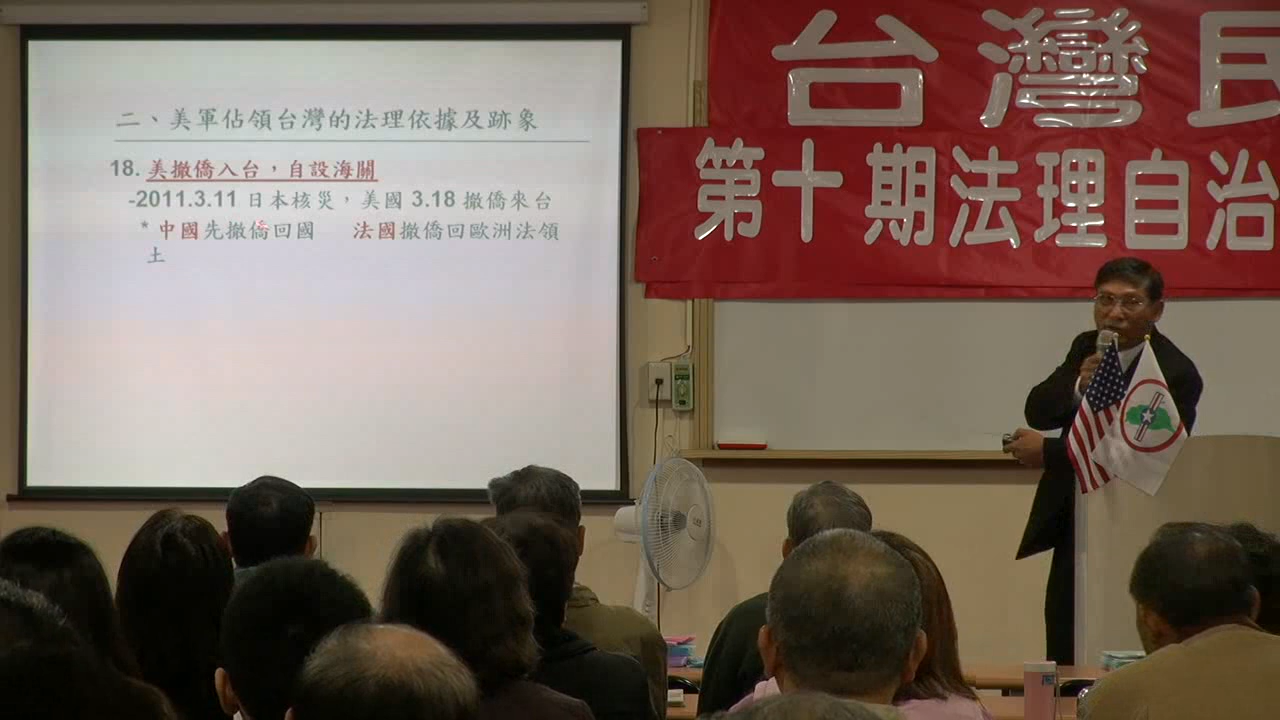 二、美軍佔領台灣的法理依據及跡象
18. 美撤僑入台，自設海關
-2011.3.11 日本核災，美國 3.18 撤僑來台
* 中國先撤僑回國 法國撤僑回歐洲法領
土
台灣民
第十期法理自治